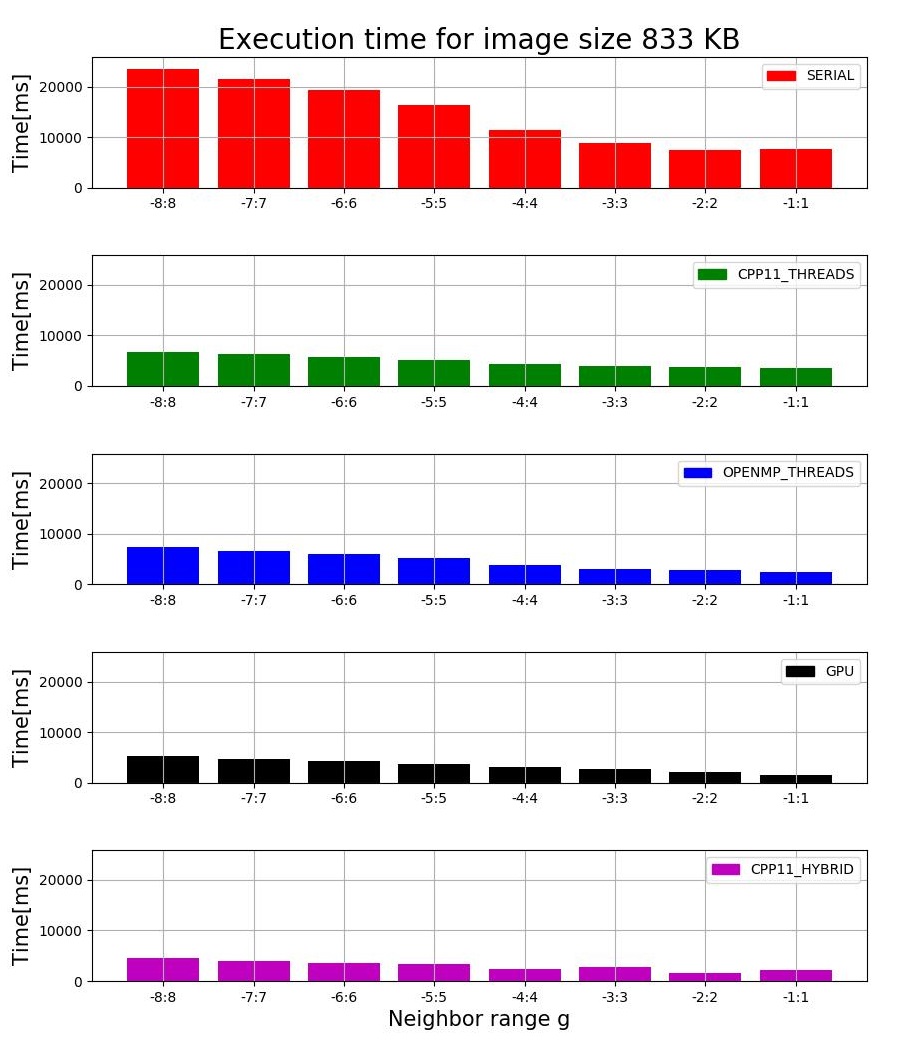 Execution time for image size 833 KB
Time[ms]
20000
10000
0
SERIAL
-8:8 -7:7 -6:6 -5:5 -4:4 -3:3 -2:2 -1:1
Time[ms]
20000
10000
0
CPP11_THREADS
-8:8 -7:7 -6:6 -5:5 -4:4 -3:3 -2:2 -1:1
Time[ms]
20000
10000
0
OPENMP_THREADS
-8:8 -7:7 -6:6 -5:5 -4:4 -3:3 -2:2 -1:1
Time[ms]
20000
10000
0
GPU
-8:8 -7:7 -6:6 -5:5 -4:4 -3:3 -2:2 -1:1
Time[ms]
20000
10000
0
CPP11_HYBRID
-8:8 -7:7 -6:6 -5:5 -4:4 -3:3 -2:2 -1:1
Neighbor range g